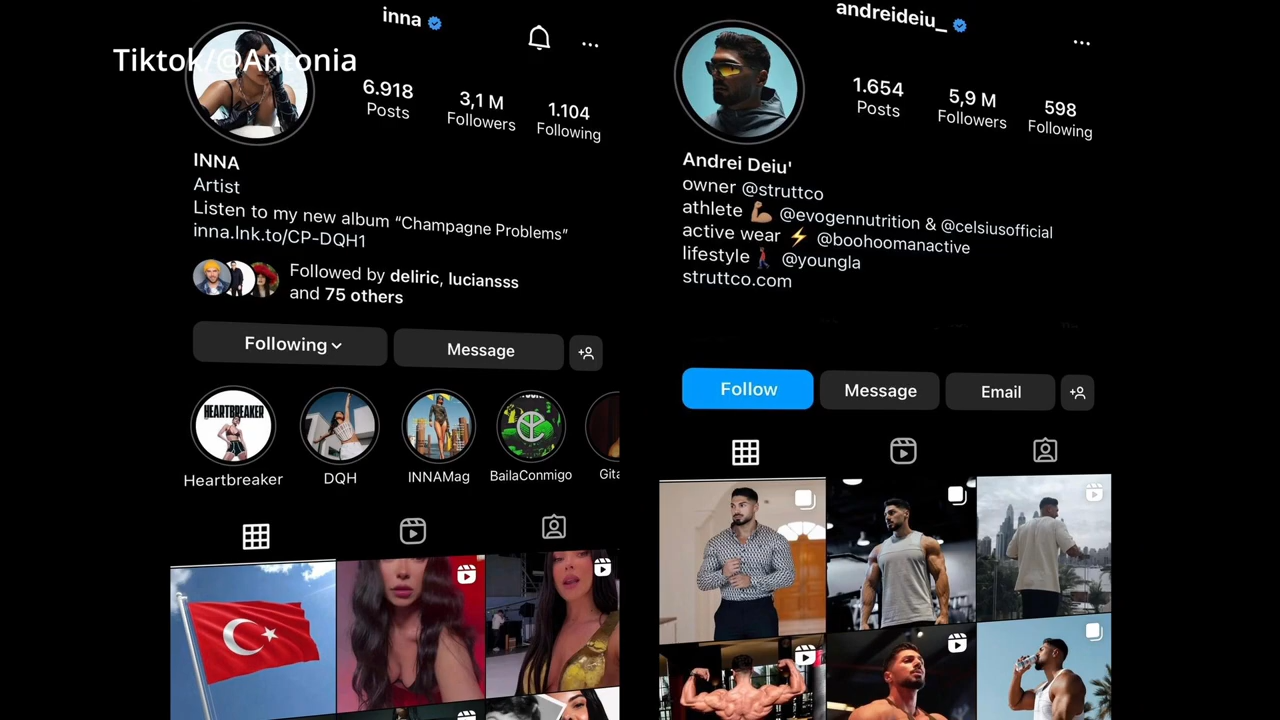 Tiktok/@Antonia
inna
6.918
Posts
3,1 M
Followers
1.104
Following
INNA
Artist
Listen to my new album “Champagne Problems”
inna.lnk.to/CP-DQH1
Followed by deliric, luciansss
and 75 others
Following
Message
HEARTBREAKER
Heartbreaker
DQH
INNAMag
BailaConmigo
Gita
andreideiu_
1.654
Posts
5,9 M
Followers
598
Following
Andrei Deiu'
owner @struttco
athlete 💪 @evogennutrition & @celsiusofficial
active wear ⚡ @boohoomanactive
lifestyle 🚶 @youngla
struttco.com
Follow
Message
Email